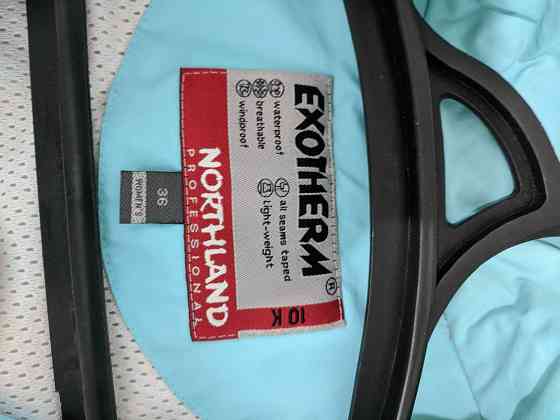 EXOTHERM®
waterproof
breathable
windproof
all seams taped
light-weight
10 K
NORTHLAND
PROFESSIONAL
36
WOMEN'S